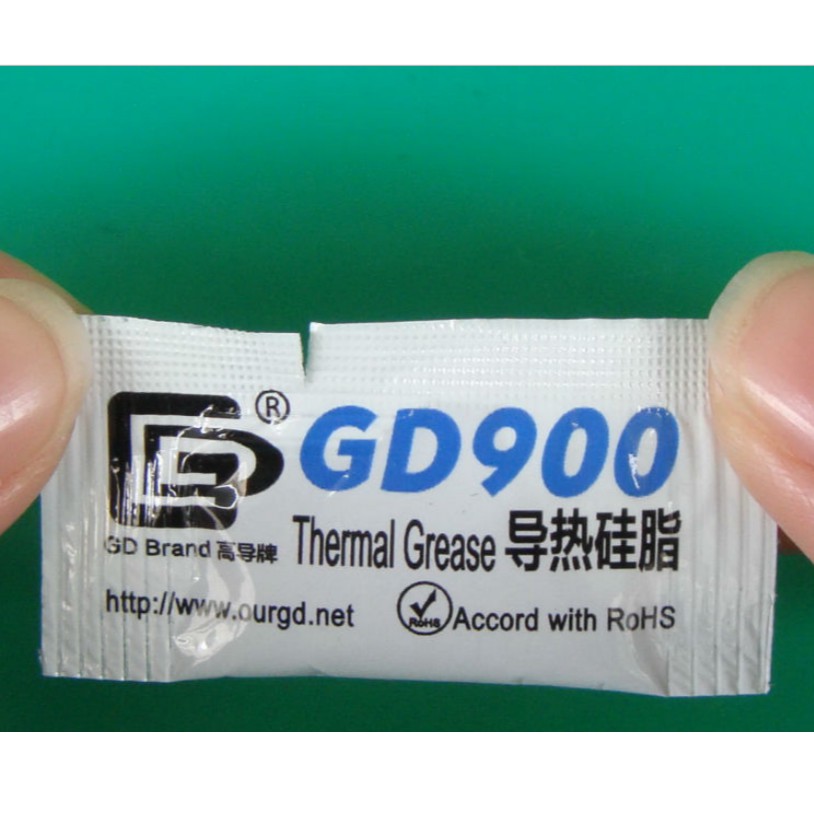 ® GD900
GD Brand 高导牌 Thermal Grease 导热硅脂
http://www.ourgd.net RoHS Accord with RoHS